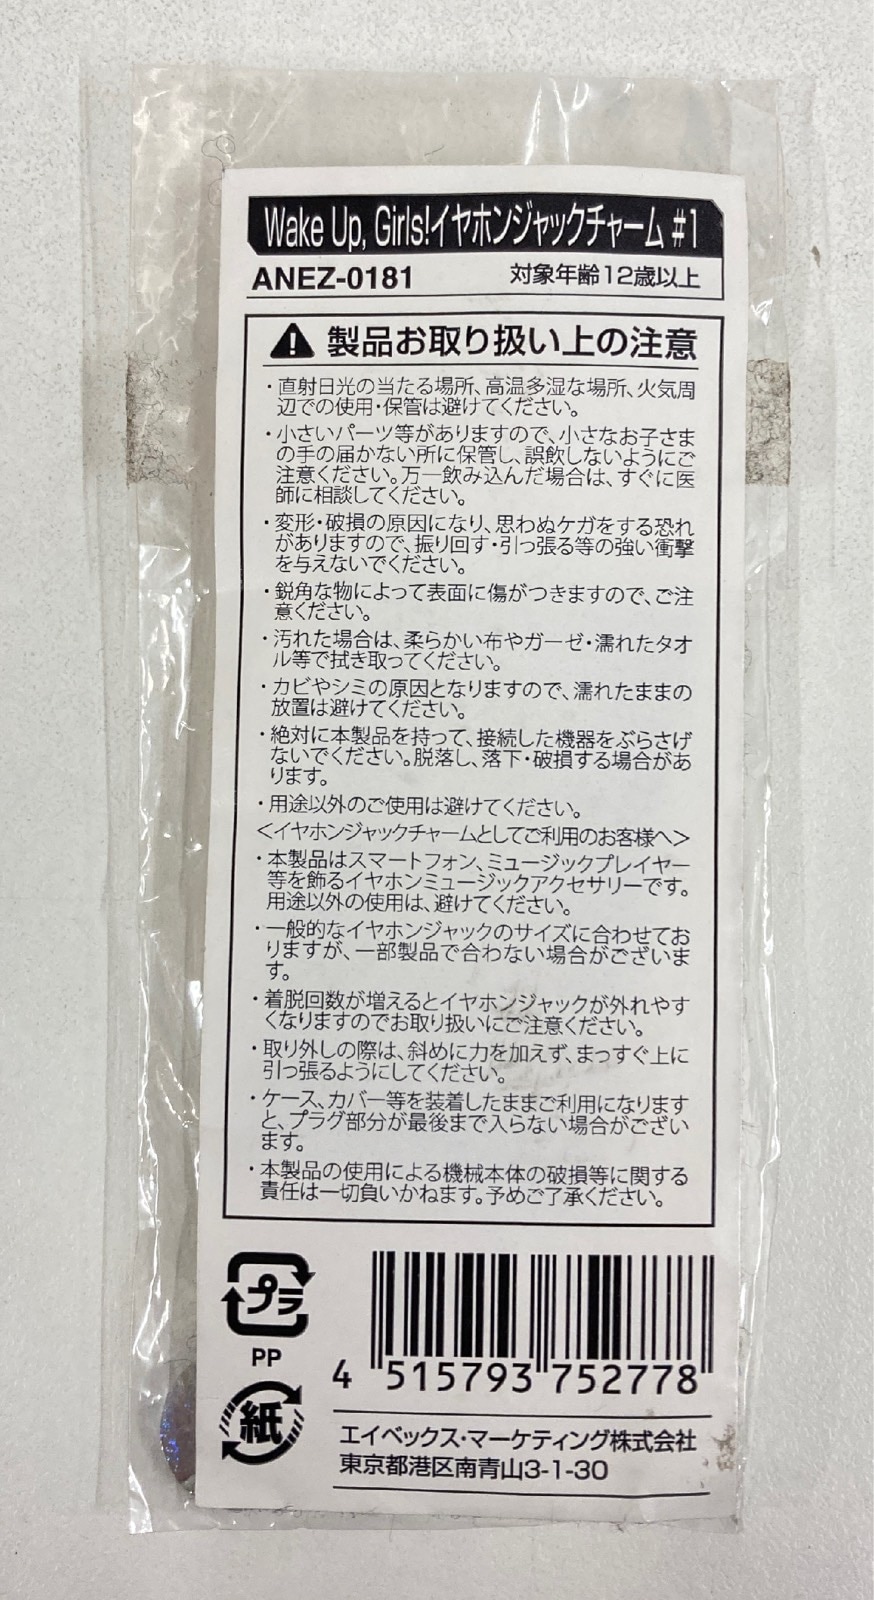 Wake Up, Girls!イヤホンジャックチャーム #1
ANEZ-0181 対象年齢12歳以上
製品お取り扱い上の注意
・直射日光の当たる場所、高温多湿な場所、火気周
辺での使用・保管は避けてください。
・小さいパーツ等がありますので、小さなお子さま
の手の届かない所に保管し、誤飲しないようにご
注意ください。万一飲み込んだ場合は、すぐに医
師に相談してください。
・変形・破損の原因になり、思わぬケガをする恐れ
がありますので、振り回す・引っ張る等の強い衝撃
を与えないでください。
・鋭角な物によって表面に傷がつきますので、ご注
意ください。
・汚れた場合は、柔らかい布やガーゼ・濡れたタオ
ル等で拭き取ってください。
・カビやシミの原因となりますので、濡れたままの
放置は避けてください。
・絶対に本製品を持って、接続した機器をぶらさげ
ないでください。脱落し、落下・破損する場合があ
ります。
・用途以外のご使用は避けてください。
＜イヤホンジャックチャームとしてご利用のお客様へ＞
・本製品はスマートフォン、ミュージックプレイヤー
等を飾るイヤホンミュージックアクセサリーです。
用途以外の使用は、避けてください。
・一般的なイヤホンジャックのサイズに合わせてお
りますが、一部製品で合わない場合がございま
す。
・着脱回数が増えるとイヤホンジャックが外れやす
くなりますのでお取り扱いにご注意ください。
・取り外しの際は、斜めに力を加えず、まっすぐ上に
引っ張るようにしてください。
・ケース、カバー等を装着したままご利用になります
と、プラグ部分が最後まで入らない場合がござい
ます。
・本製品の使用による機械本体の破損等に関する
責任は一切負いかねます。予めご了承ください。
プラ
PP
紙
4 515793 752778
エイベックス・マーケティング株式会社
東京都港区南青山3-1-30